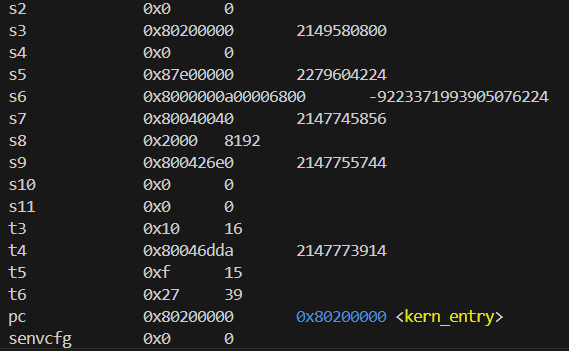 s2 0x0 0
s3 0x80200000 2149580800
s4 0x0 0
s5 0x87e00000 2279604224
s6 0x8000000a00006800 -9223371993905076224
s7 0x80040040 2147745856
s8 0x2000 8192
s9 0x800426e0 2147755744
s10 0x0 0
s11 0x0 0
t3 0x10 16
t4 0x80046dda 2147773914
t5 0xf 15
t6 0x27 39
pc 0x80200000 0x80200000 <kern_entry>
senvcfg 0x0 0